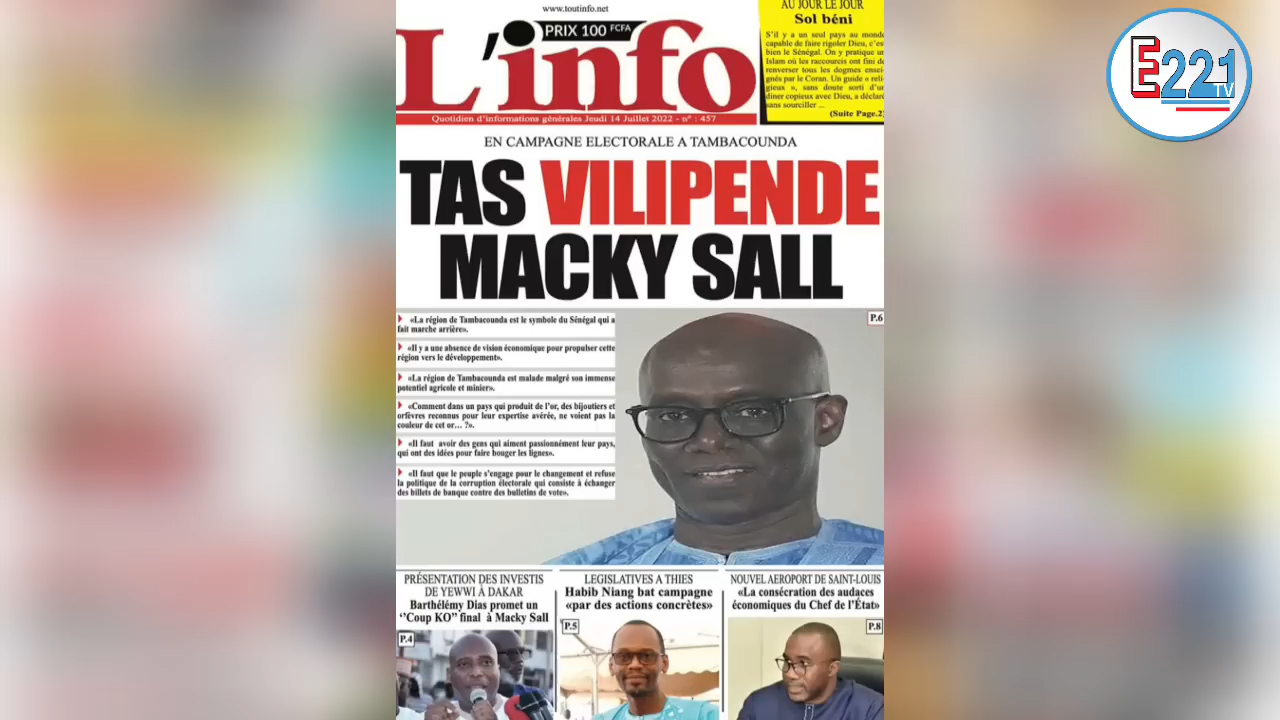 www.toutinfo.net
PRIX 100 FCFA
L'info
Quotidien d'informations générales Jeudi 14 Juillet 2022 - n° : 457
AU JOUR LE JOUR
Sol béni
S'il y a un seul pays au monde
capable de faire rigoler Dieu, c'es
bien le Sénégal. On y pratique un
Islam où les raccourcis ont fini de
renverser tous les dogmes ensei-
gnés par le Coran. Un guide « reli-
gieux », sans doute sorti d'un
dîner copieux avec Dieu, a déclaré
sans sourciller ...
(Suite Page.2)
E221
TV
EN CAMPAGNE ELECTORALE A TAMBACOUNDA
TAS VILIPENDE
MACKY SALL
P.6
«La région de Tambacounda est le symbole du Sénégal qui a
fait marche arrière».
«Il y a une absence de vision économique pour propulser cette
région vers le développement».
«La région de Tambacounda est malade malgré son immense
potentiel agricole et minier».
«Comment dans un pays qui produit de l'or, des bijoutiers et
orfèvres reconnus pour leur expertise avérée, ne voient pas la
couleur de cet or… ?».
«Il faut avoir des gens qui aiment passionnément leur pays,
qui ont des idées pour faire bouger les lignes».
«Il faut que le peuple s'engage pour le changement et refuse
la politique de la corruption électorale qui consiste à échanger
des billets de banque contre des bulletins de vote».
PRÉSENTATION DES INVESTIS
DE YEWWI À DAKAR
Barthélémy Dias promet un
‘’Coup KO’’ final à Macky Sall
P.4
LEGISLATIVES A THIES
Habib Niang bat campagne
«par des actions concrètes»
P.5
NOUVEL AEROPORT DE SAINT-LOUIS
«La consécration des audaces
économiques du Chef de l'État»
P.8